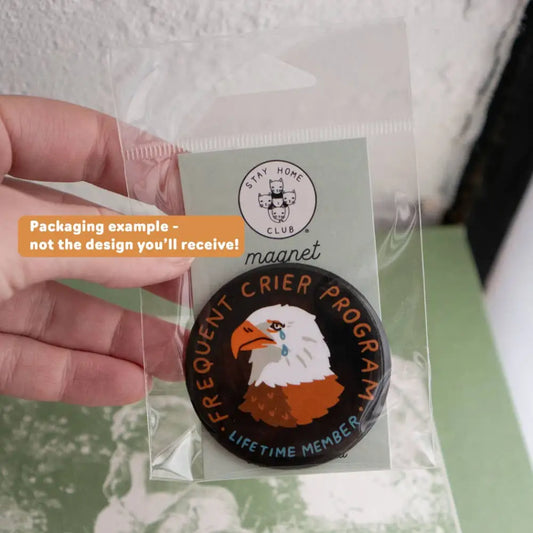 STAY HOME
CLUB
®
magnet
Packaging example -
not the design you'll receive!
FREQUENT CRIER PROGRAM
LIFETIME MEMBER